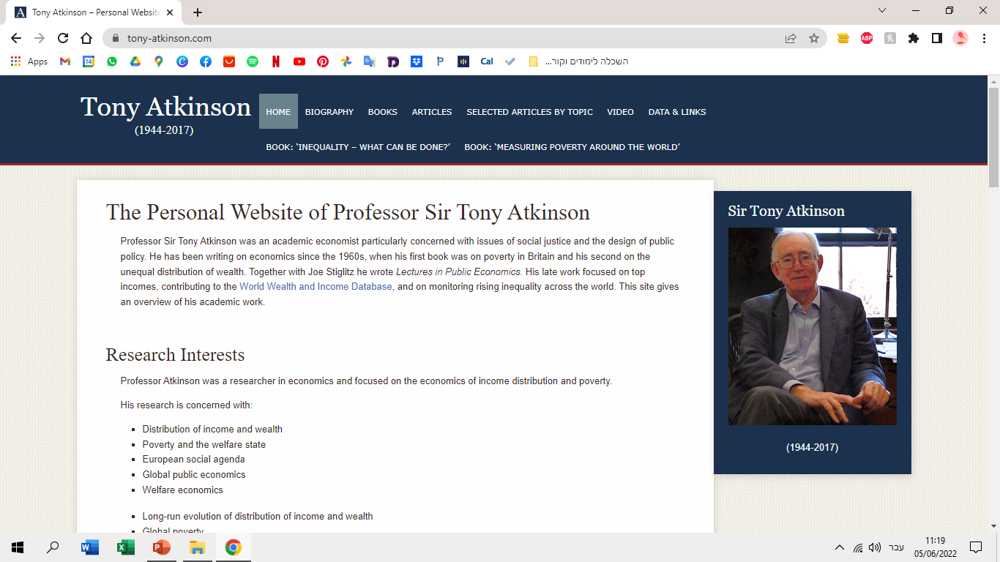 Tony Atkinson – Personal Website
tony-atkinson.com
Apps
Cal
השכלה לימודים וקור...
Tony Atkinson
(1944-2017)
HOME BIOGRAPHY BOOKS ARTICLES SELECTED ARTICLES BY TOPIC VIDEO DATA & LINKS
BOOK: ‘INEQUALITY – WHAT CAN BE DONE?’ BOOK: ‘MEASURING POVERTY AROUND THE WORLD’
The Personal Website of Professor Sir Tony Atkinson
Professor Sir Tony Atkinson was an academic economist particularly concerned with issues of social justice and the design of public
policy. He has been writing on economics since the 1960s, when his first book was on poverty in Britain and his second on the
unequal distribution of wealth. Together with Joe Stiglitz he wrote Lectures in Public Economics. His late work focused on top
incomes, contributing to the World Wealth and Income Database, and on monitoring rising inequality across the world. This site gives
an overview of his academic work.
Research Interests
Professor Atkinson was a researcher in economics and focused on the economics of income distribution and poverty.
His research is concerned with:
Distribution of income and wealth
Poverty and the welfare state
European social agenda
Global public economics
Welfare economics
Long-run evolution of distribution of income and wealth
Global poverty
Sir Tony Atkinson
(1944-2017)
עבר
11:19
05/06/2022